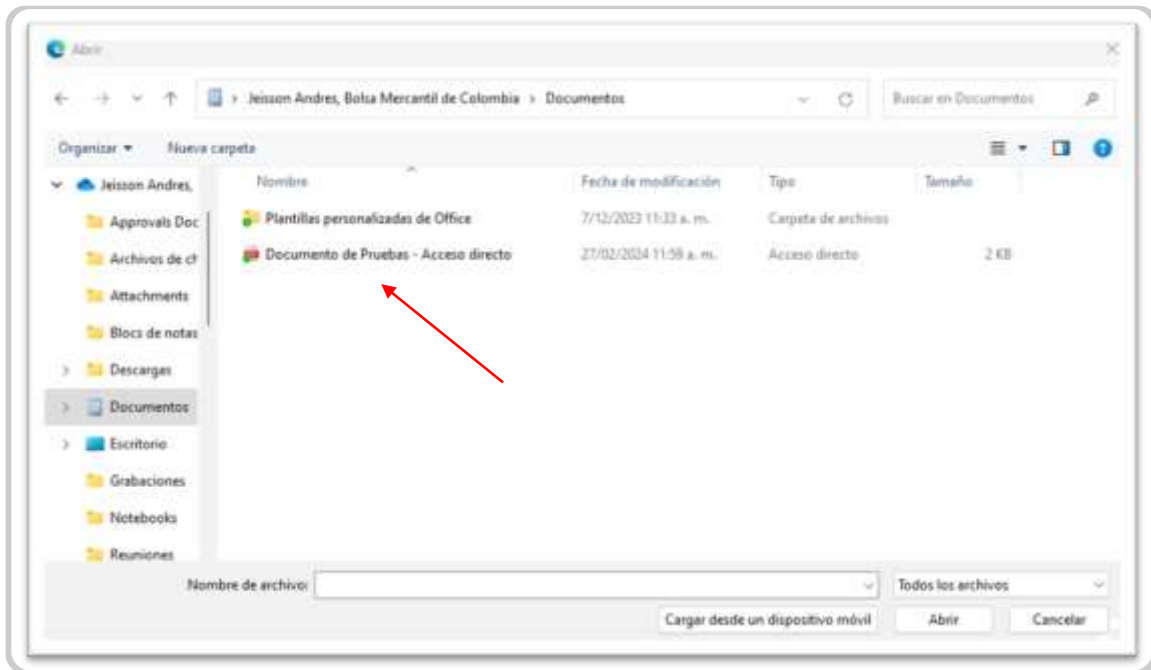 Abrir
Jeisson Andres, Bolsa Mercantil de Colombia > Documentos
Buscar en Documentos
Organizar
Nueva carpeta
Jeisson Andres,
Nombre
Fecha de modificación
Tipo
Tamaño
Approvals Doc
Plantillas personalizadas de Office
7/12/2023 11:33 a. m.
Carpeta de archivos
Archivos de ch
Documento de Pruebas - Acceso directo
27/02/2024 11:59 a. m.
Acceso directo
2 KB
Attachments
Blocs de notas
Descargas
Documentos
Escritorio
Grabaciones
Notebooks
Reuniones
Nombre de archivo:
Todos los archivos
Cargar desde un dispositivo móvil
Abrir
Cancelar